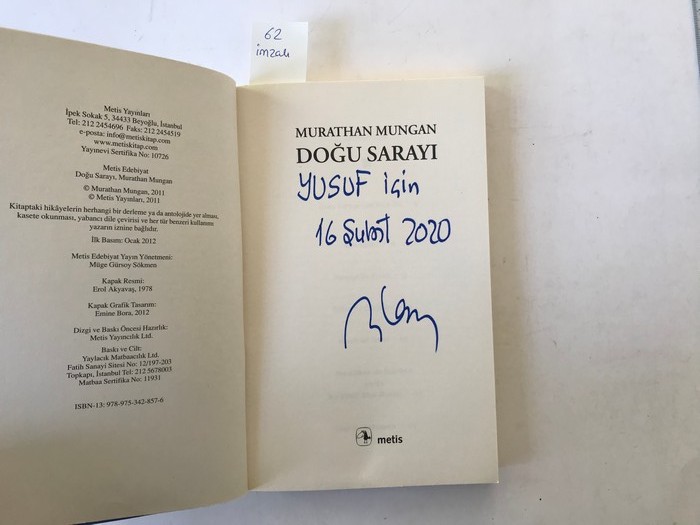 62
imzalı
Metis Yayınları
İpek Sokak 5, 34433 Beyoğlu, İstanbul
Tel: 212 2454696 Faks: 212 2454519
e-posta: info@metiskitap.com
www.metiskitap.com
Yayınevi Sertifika No: 10726
Metis Edebiyat
Doğu Sarayı, Murathan Mungan
© Murathan Mungan, 2011
© Metis Yayınları, 2011
Kitaptaki hikâyelerin herhangi bir derleme ya da antolojide yer alması,
kasete okunması, yabancı dile çevirisi ve her tür benzeri kullanımı
yazarın iznine bağlıdır.
İlk Basım: Ocak 2012
Metis Edebiyat Yayın Yönetmeni:
Müge Gürsoy Sökmen
Kapak Resmi:
Erol Akyavaş, 1978
Kapak Grafik Tasarım:
Emine Bora, 2012
Dizgi ve Baskı Öncesi Hazırlık:
Metis Yayıncılık Ltd.
Baskı ve Cilt:
Yaylacık Matbaacılık Ltd.
Fatih Sanayi Sitesi No: 12/197-203
Topkapı, İstanbul Tel: 212 5678003
Matbaa Sertifika No: 11931
ISBN-13: 978-975-342-857-6
MURATHAN MUNGAN
DOĞU SARAYI
YUSUF için
16 Şubat 2020
metis